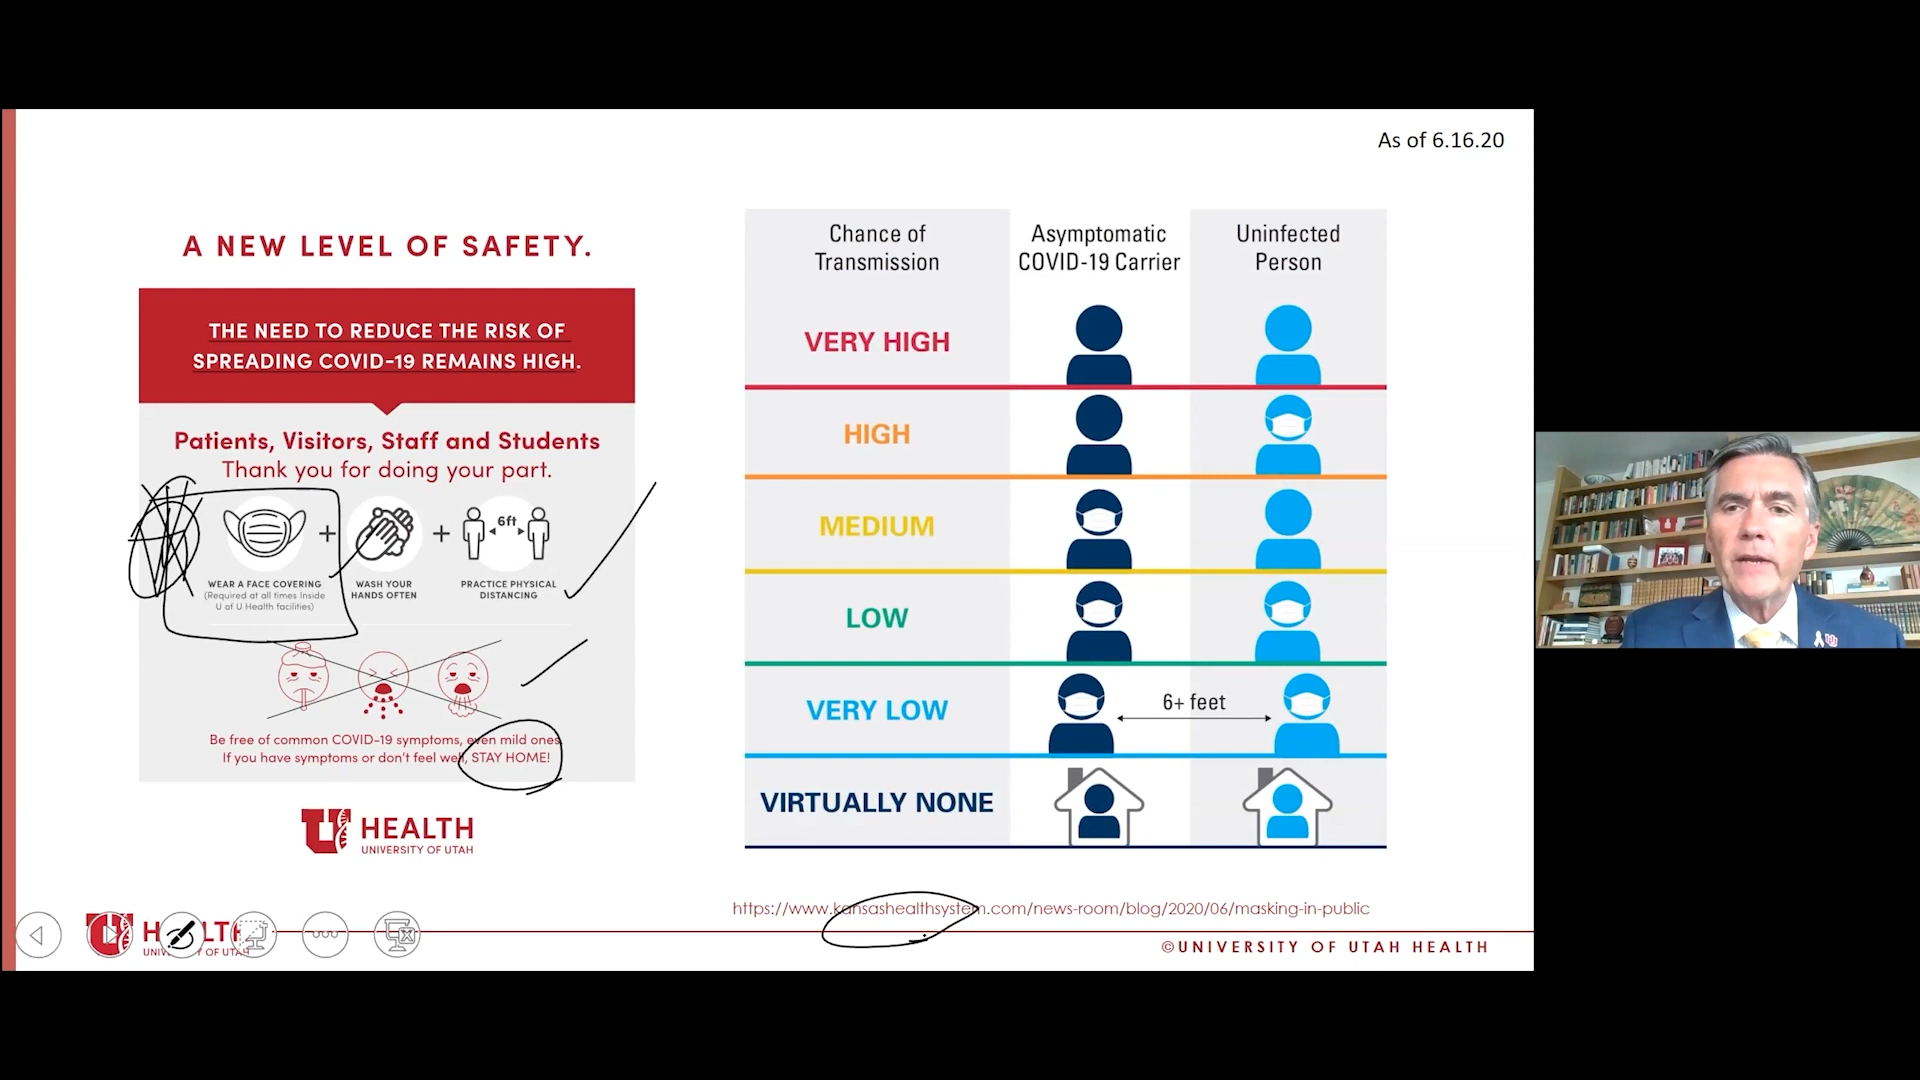 As of 6.16.20
A NEW LEVEL OF SAFETY.
THE NEED TO REDUCE THE RISK OF
SPREADING COVID-19 REMAINS HIGH.
Patients, Visitors, Staff and Students
Thank you for doing your part.
+
+
6ft
WEAR A FACE COVERING
(Required at all times Inside
U of U Health facilities)
WASH YOUR
HANDS OFTEN
PRACTICE PHYSICAL
DISTANCING
Be free of common COVID-19 symptoms, even mild ones.
If you have symptoms or don't feel well, STAY HOME!
U HEALTH
UNIVERSITY OF UTAH
Chance of
Transmission
Asymptomatic
COVID-19 Carrier
Uninfected
Person
VERY HIGH
HIGH
MEDIUM
LOW
VERY LOW
6+ feet
VIRTUALLY NONE
https://www.kansashealthsystem.com/news-room/blog/2020/06/masking-in-public
U HEALTH
UNIVERSITY OF UTAH
©UNIVERSITY OF UTAH HEALTH